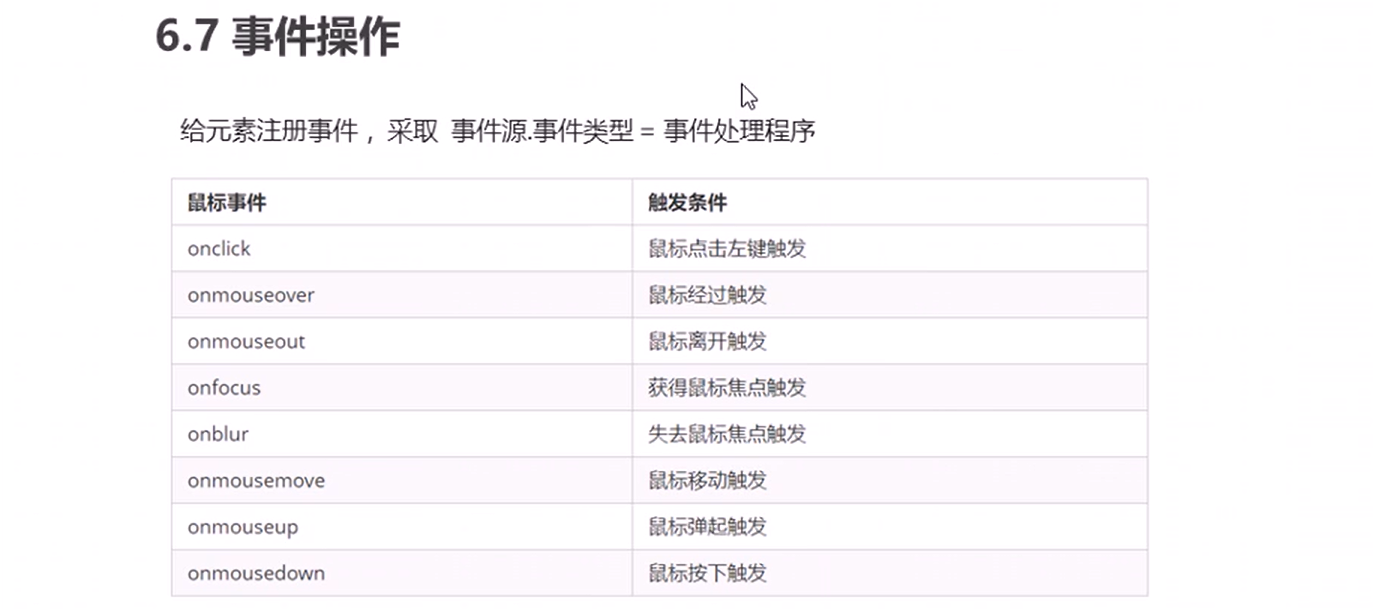 6.7 事件操作
给元素注册事件，采取 事件源.事件类型 = 事件处理程序
鼠标事件 触发条件
onclick 鼠标点击左键触发
onmouseover 鼠标经过触发
onmouseout 鼠标离开触发
onfocus 获得鼠标焦点触发
onblur 失去鼠标焦点触发
onmousemove 鼠标移动触发
onmouseup 鼠标弹起触发
onmousedown 鼠标按下触发